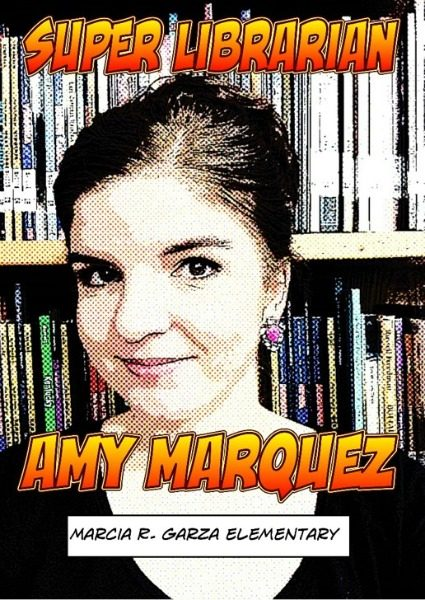 SUPER LIBRARIAN
AMY MARQUEZ
MARCIA R. GARZA ELEMENTARY